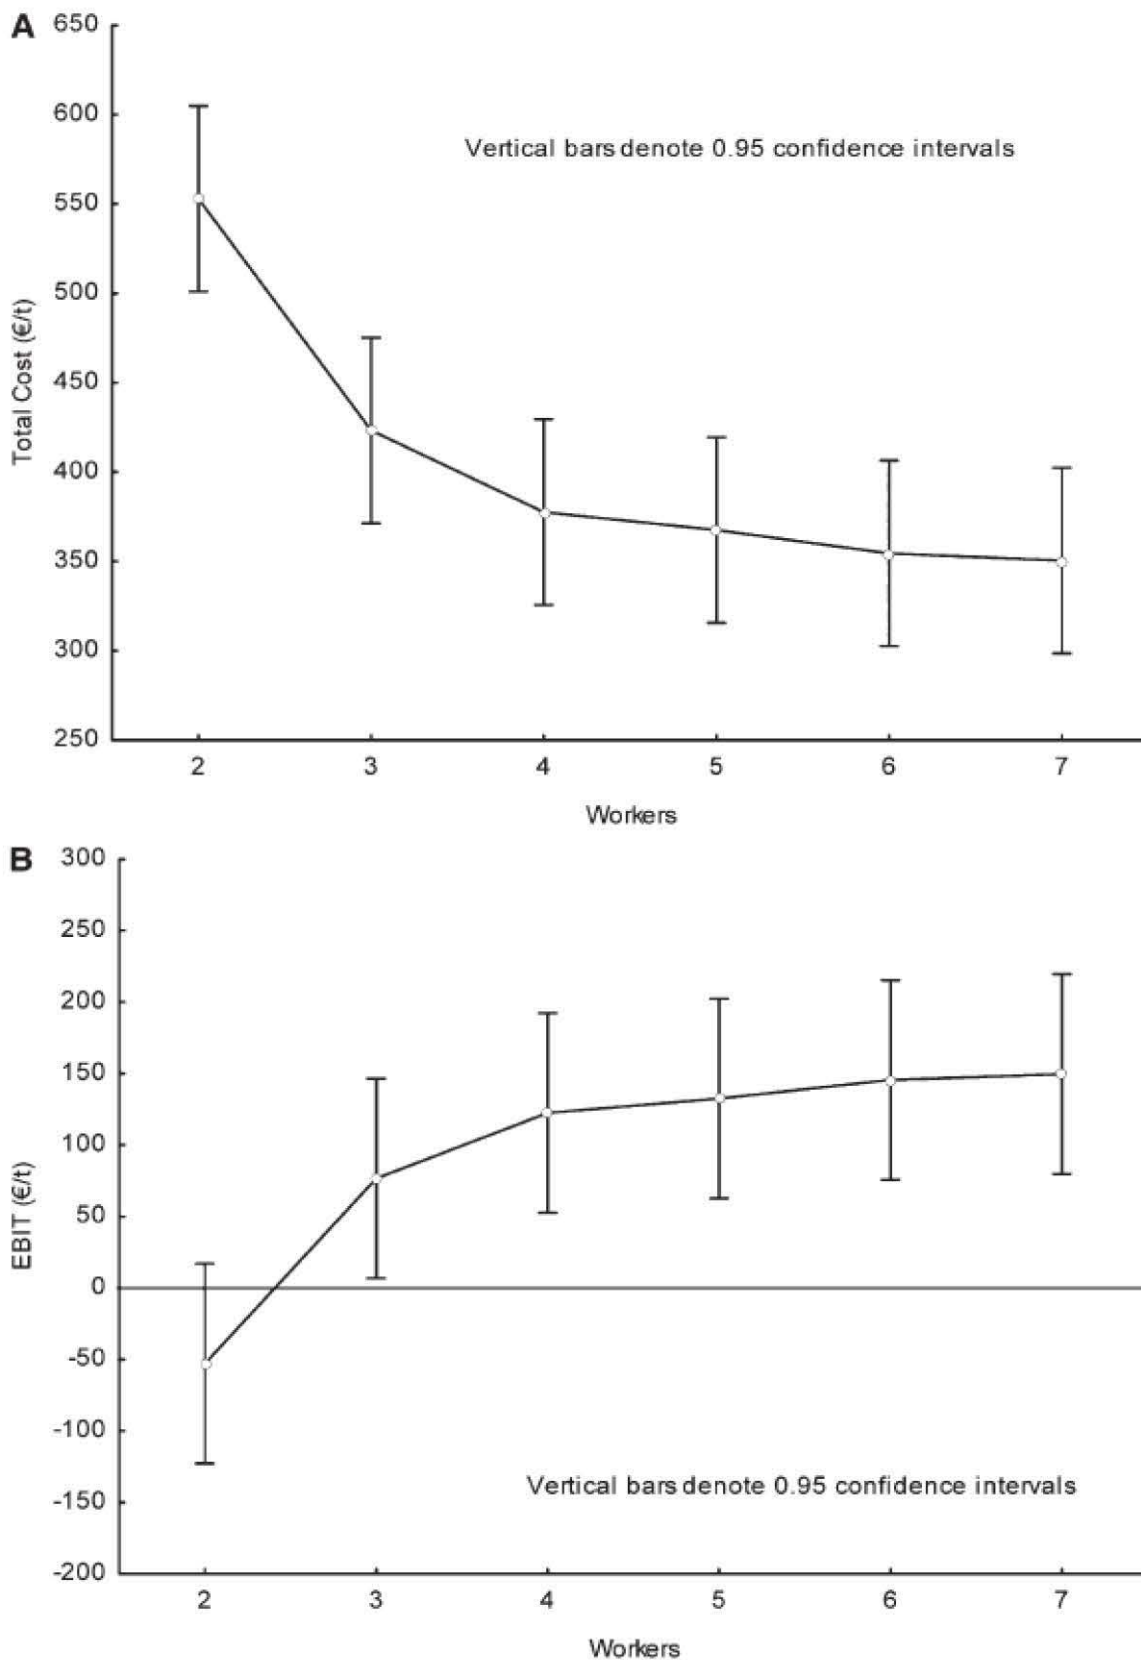 A
650
600
Vertical bars denote 0.95 confidence intervals
550
500
Total Cost (€/t)
450
400
350
300
250
2 3 4 5 6 7
Workers
B
300
250
200
150
100
EBIT (€/t)
50
0
-50
-100
Vertical bars denote 0.95 confidence intervals
-150
-200
2 3 4 5 6 7
Workers